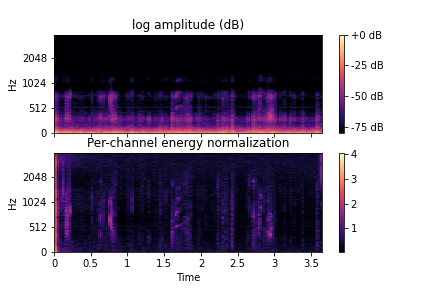 log amplitude (dB)
Hz
2048
1024
512
0
+0 dB
-25 dB
-50 dB
-75 dB
Per-channel energy normalization
Hz
2048
1024
512
0
0 0.5 1 1.5 2 2.5 3 3.5
Time
4
3
2
1